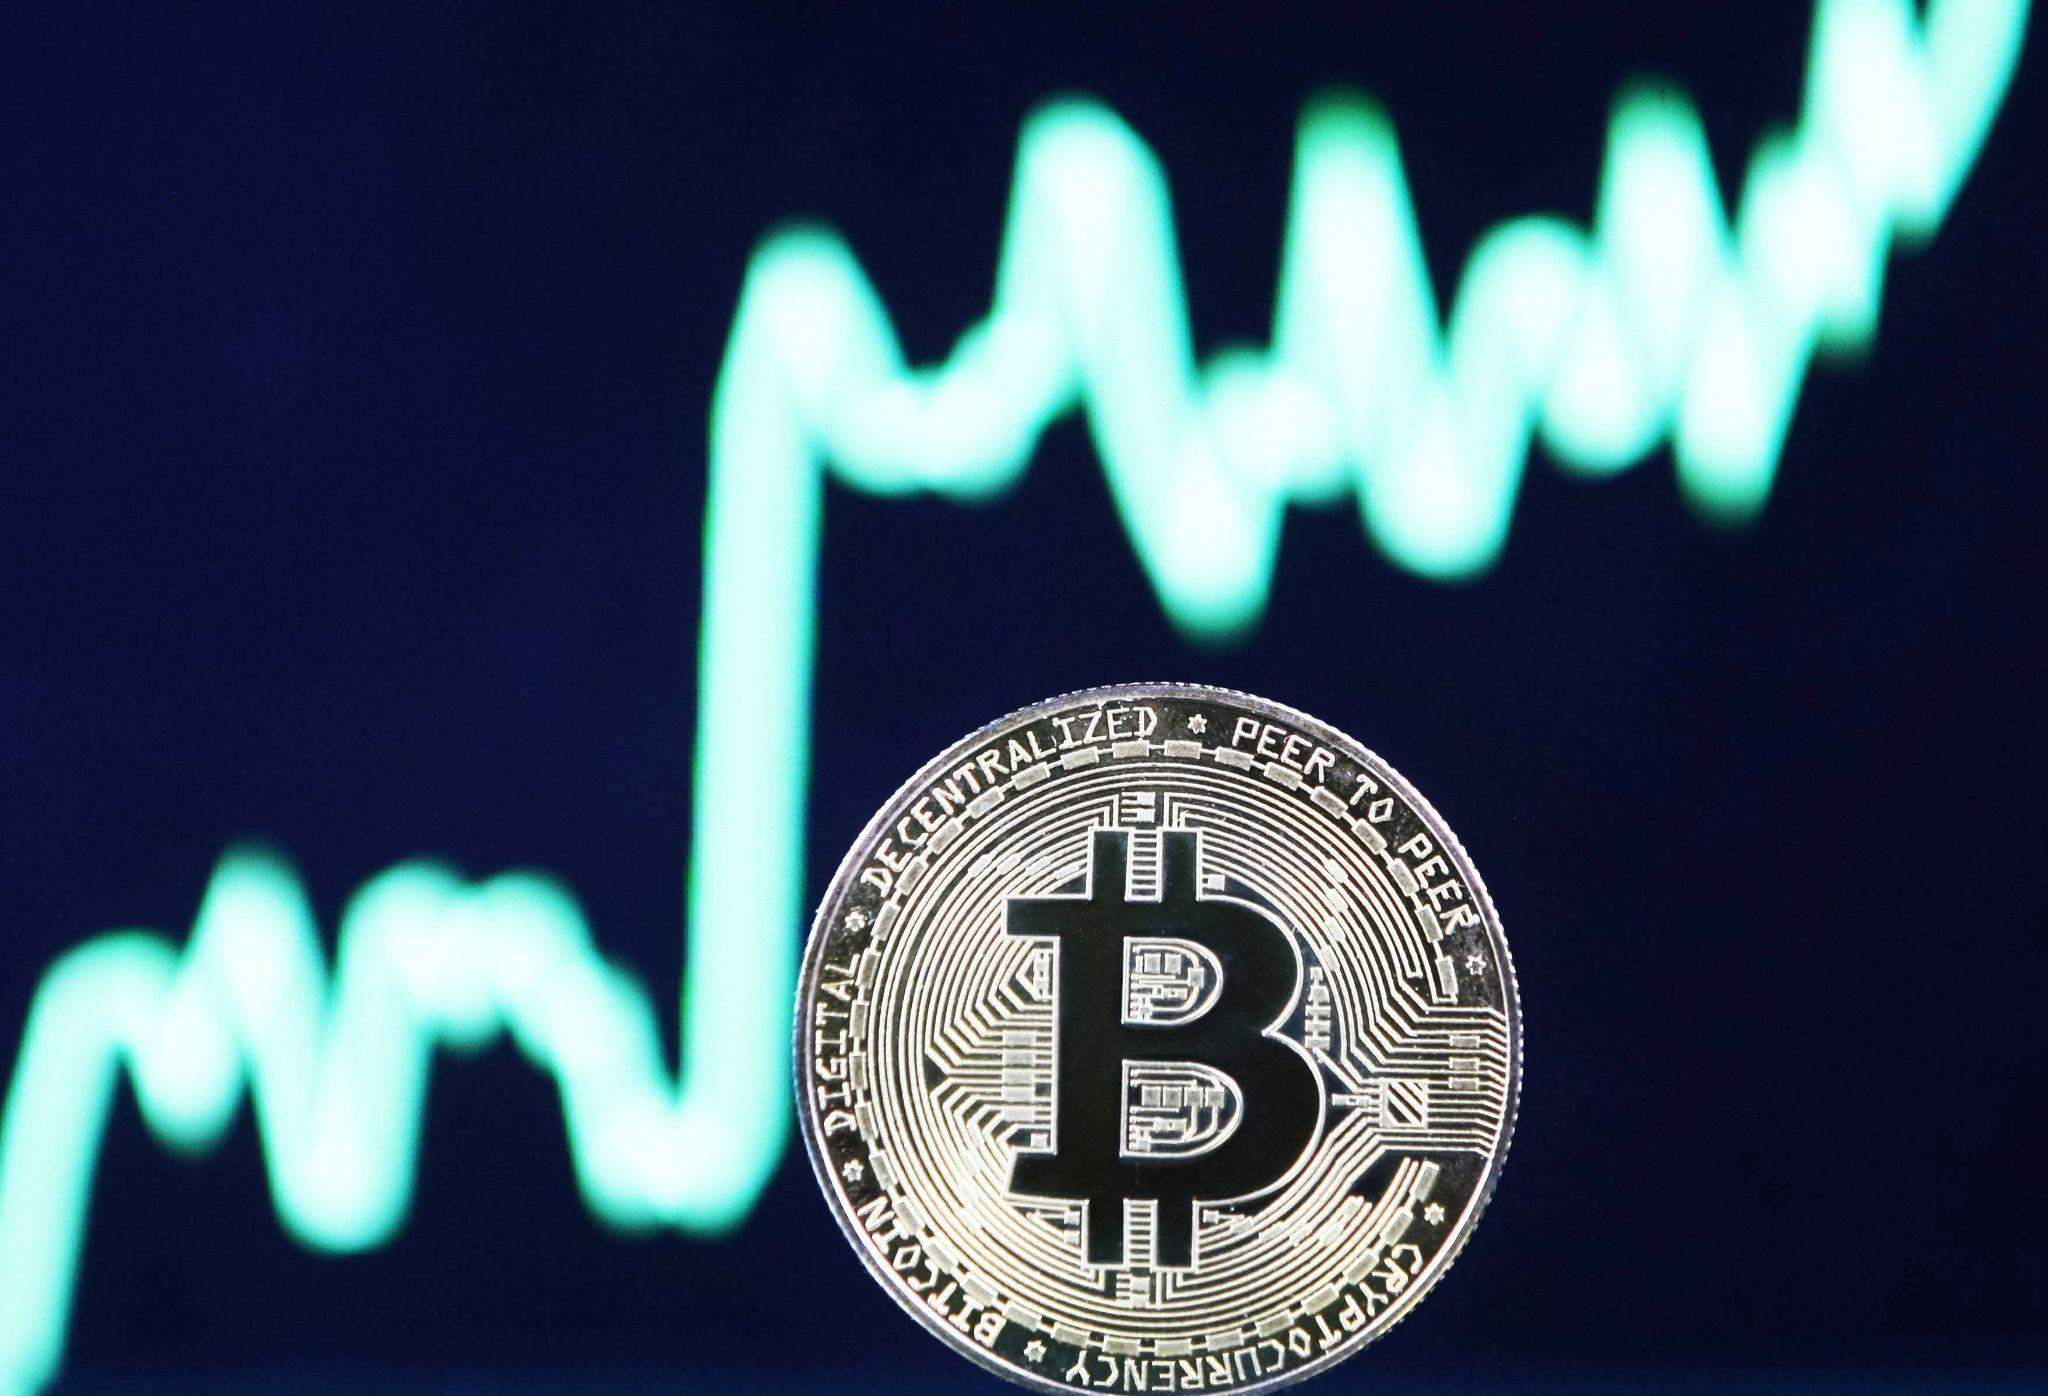 BITCOIN * DIGITAL * DECENTRALIZED * PEER TO PEER * * CRYPTOCURRENCY *